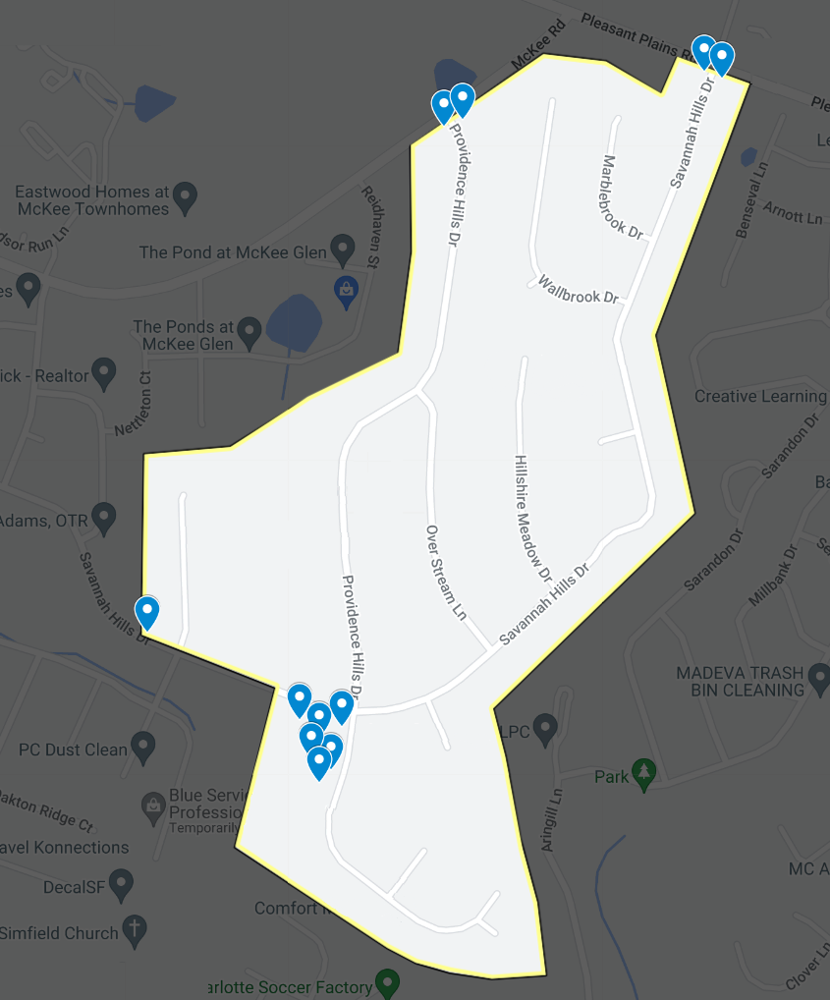 McKee Rd
Pleasant Plains
Providence Hills Dr
Savannah Hills Dr
Marblebrook Dr
Wallbrook Dr
Benseval Ln
Arnott Ln
Eastwood Homes at
McKee Townhomes
Reidhaven St
The Pond at McKee Glen
The Ponds at
McKee Glen
Realtor
Nettleton Ct
Creative Learning
Sarandon Dr
Adams, OTR
Savannah Hills Dr
Hillshire Meadow Dr
Over Stream Ln
Savannah Hills Dr
Providence Hills Dr
Sarandon Dr
Millbank Dr
MADEVA TRASH
BIN CLEANING
LPC
PC Dust Clean
Park
Aringill Ln
Blue Servic
Professio
Temporarily
Oakton Ridge Ct
avel Konnections
MC A
DecalSF
Comfort
Simfield Church
Clover Ln
arlotte Soccer Factory